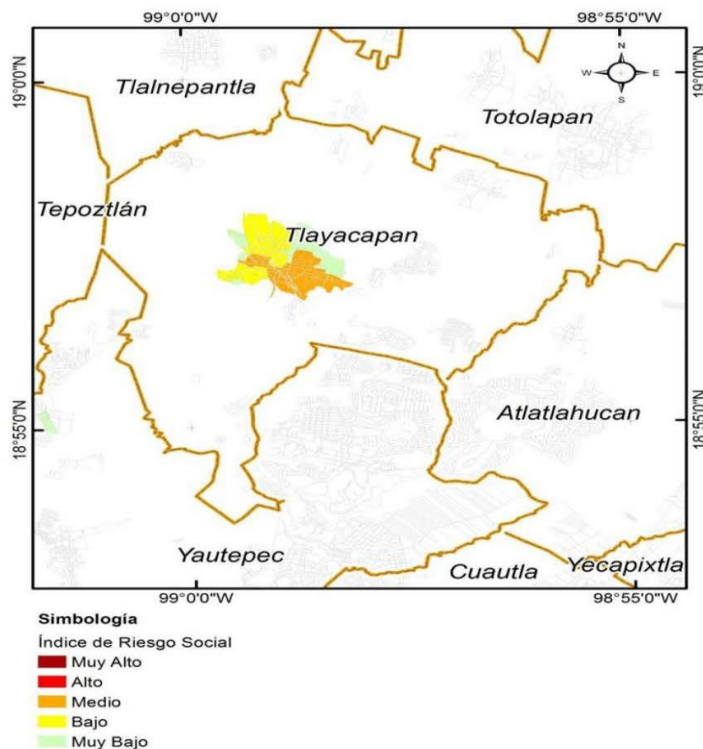 99°0'0"W 98°55'0"W
N
W E
S
19°0'0"N 19°0'0"N
Tlalnepantla
Totolapan
Tepoztlán
Tlayacapan
Atlatlahucan
18°55'0"N 18°55'0"N
Yautepec
Cuautla
Yecapixtla
99°0'0"W 98°55'0"W
Simbología
Índice de Riesgo Social
Muy Alto
Alto
Medio
Bajo
Muy Bajo